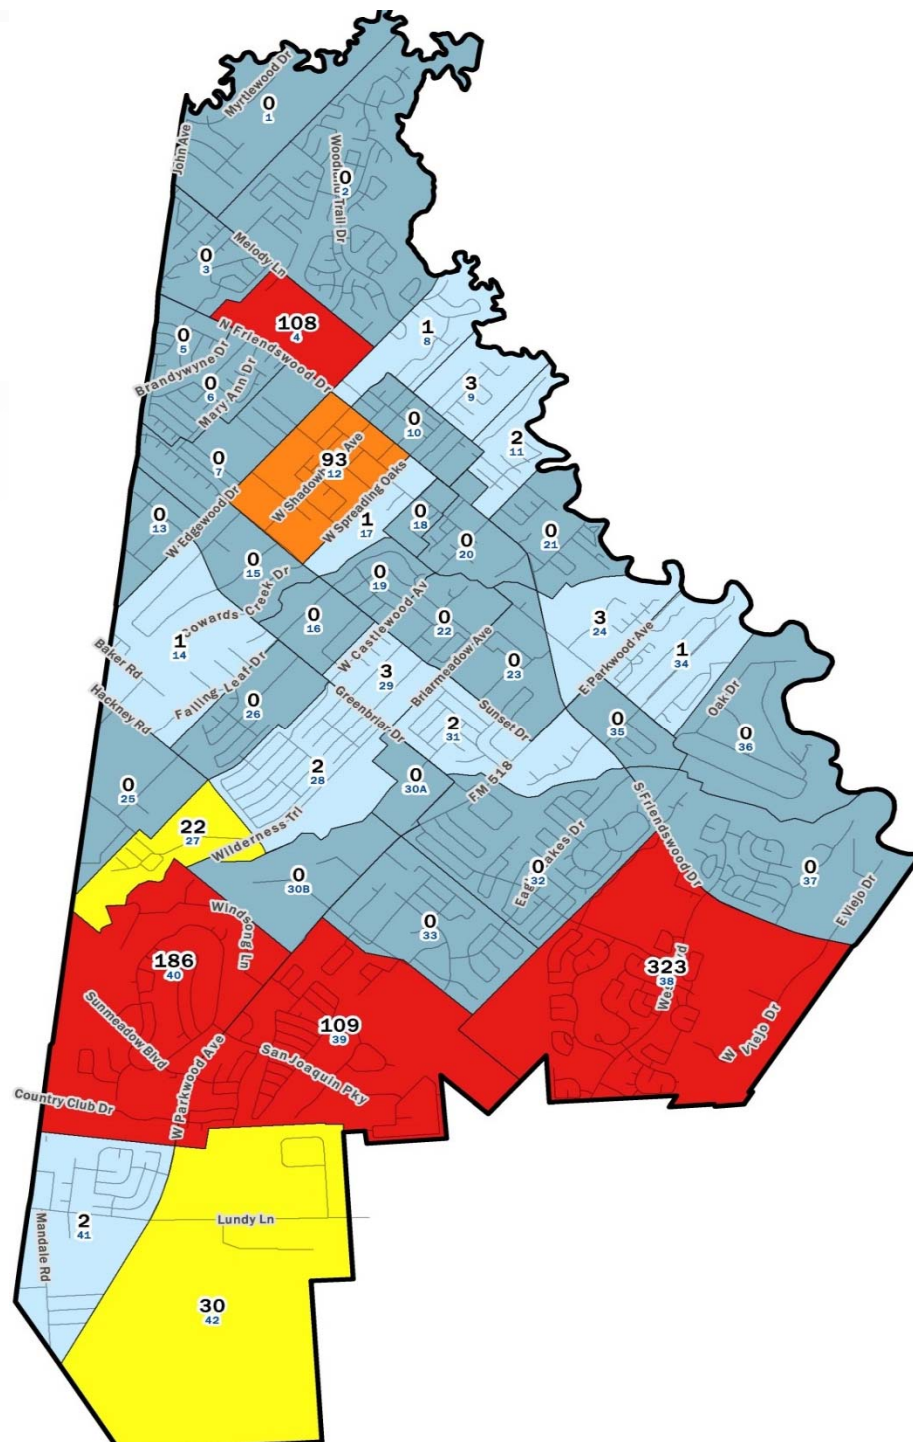 Myrtlewood Dr
0
1
John Ave
Woodland Trail Dr
0
2
Melody Ln
0
3
108
4
N Friendswood Dr
0
5
Brandywyne Dr
0
6
Mary Ann Dr
1
8
3
9
0
10
2
11
0
7
93
12
W Shadow Ave
W Spreading Oaks
0
13
W Edgewood Dr
1
17
0
18
0
20
0
21
0
15
0
19
Cowards Creek Dr
0
16
W Castlewood Av
0
22
3
24
E Parkwood Ave
1
34
1
14
Baker Rd
Falling Leaf Dr
3
29
Briarmeadow Ave
0
23
Hackney Rd
0
26
Greenbriar Dr
2
31
Sunset Dr
0
35
Oak Dr
0
36
2
28
0
30A
FM 518
0
25
22
27
Wilderness Trl
S Friendswood Dr
Eagle Lakes Dr
0
32
0
37
E Viejo Dr
0
30B
Windsong Ln
0
33
186
40
323
38
W Viejo Dr
Sunmeadow Blvd
109
39
W Parkwood Ave
San Joaquin Pky
Country Club Dr
2
41
Mandale Rd
Lundy Ln
30
42